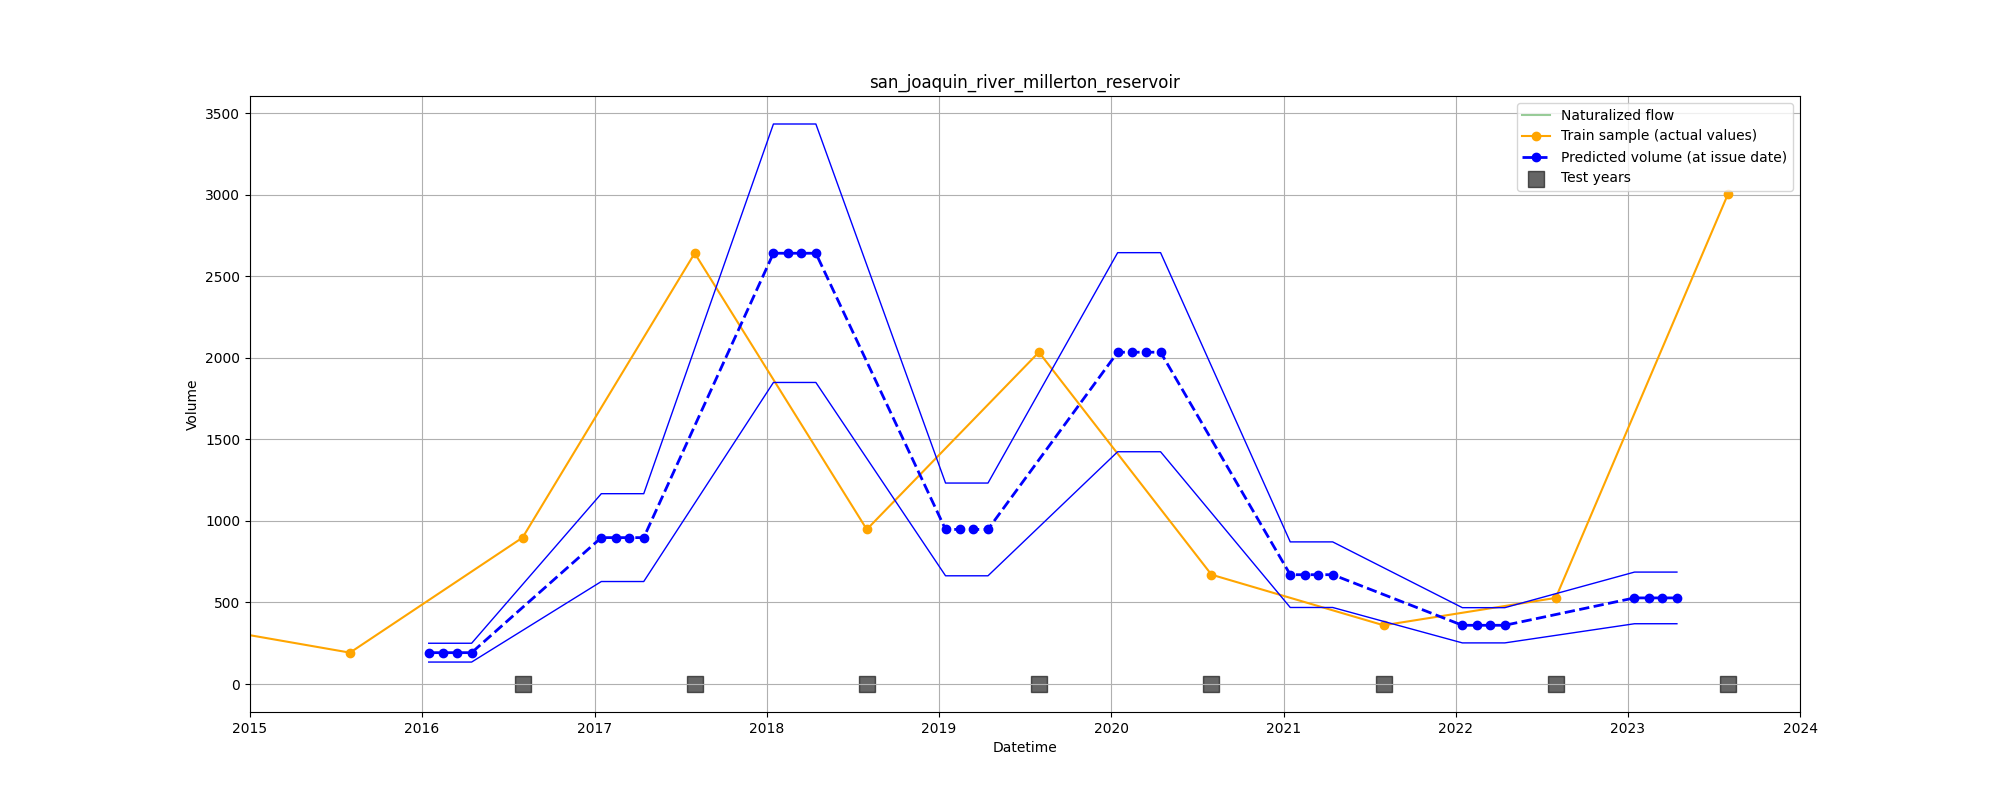 san_joaquin_river_millerton_reservoir
3500
3000
2500
2000
1500
1000
500
0
Volume
Naturalized flow
Train sample (actual values)
Predicted volume (at issue date)
Test years
2015 2016 2017 2018 2019 2020 2021 2022 2023 2024
Datetime